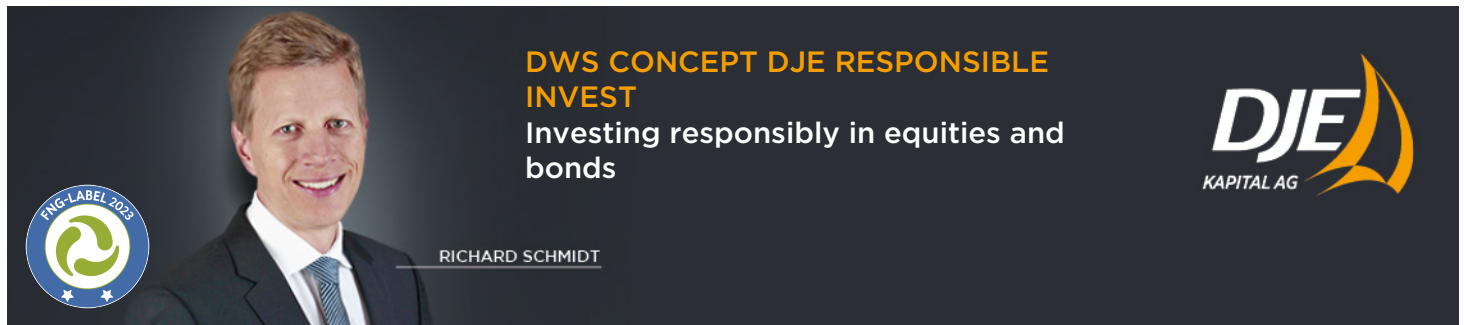 DWS CONCEPT DJE RESPONSIBLE
INVEST
Investing responsibly in equities and
bonds
DJE
KAPITAL AG
FNG-LABEL 2023
RICHARD SCHMIDT